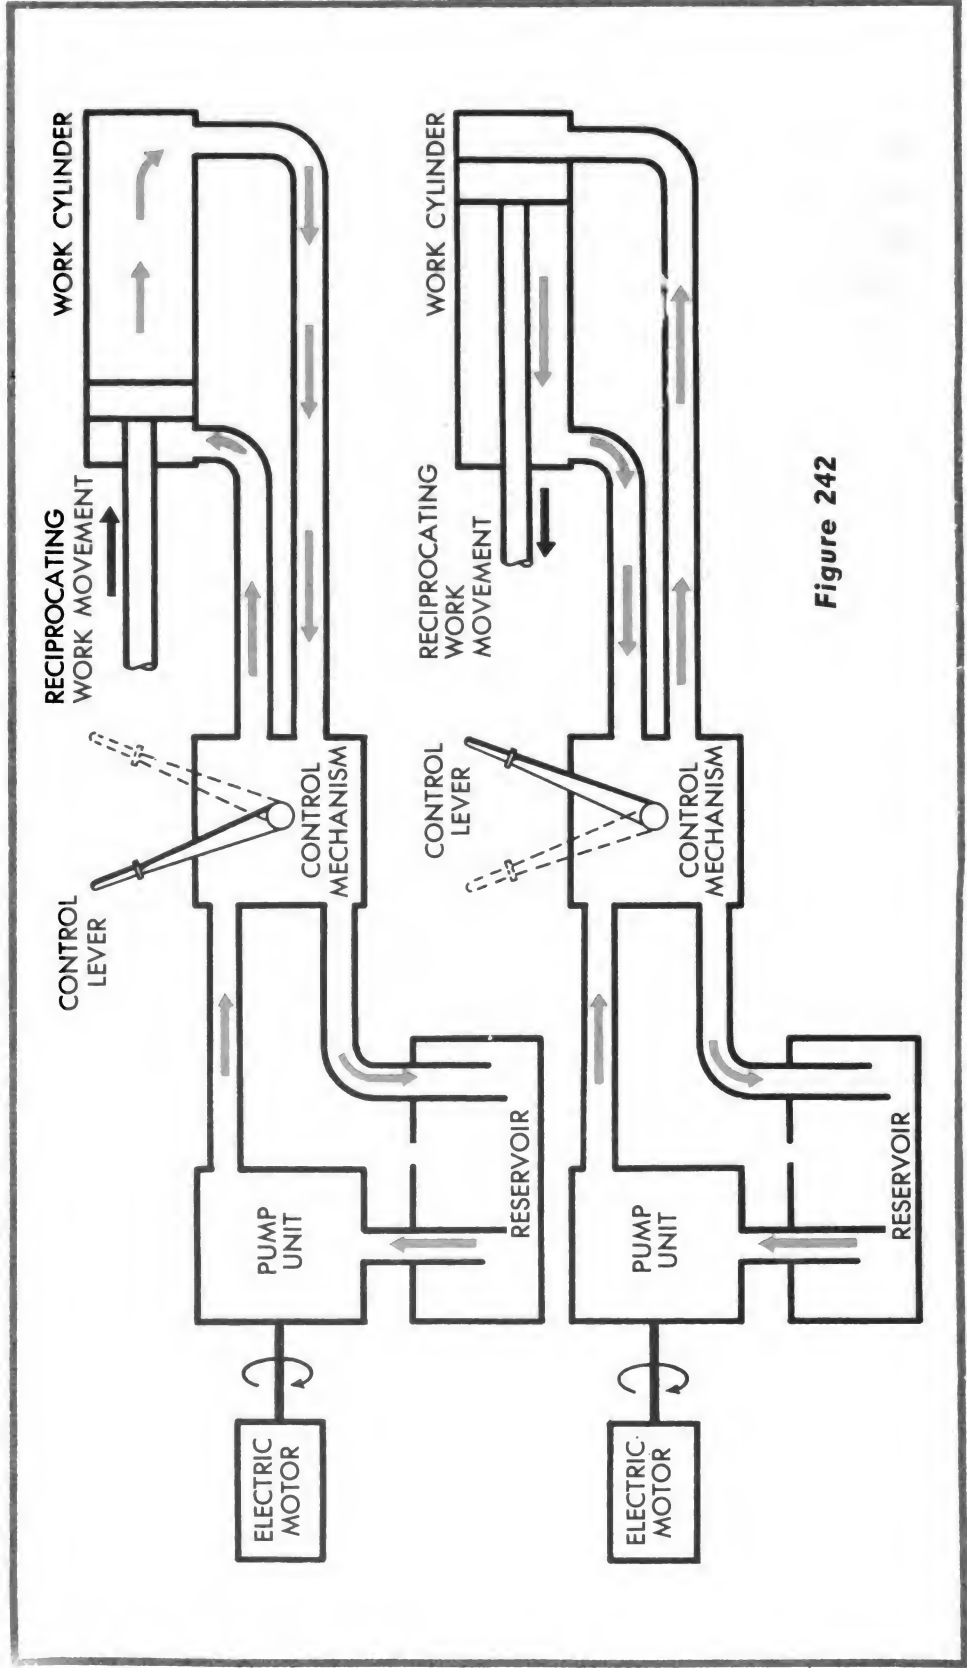 WORK CYLINDER
RECIPROCATING
WORK MOVEMENT
CONTROL
LEVER
CONTROL
MECHANISM
PUMP
UNIT
RESERVOIR
ELECTRIC
MOTOR
WORK CYLINDER
RECIPROCATING
WORK
MOVEMENT
CONTROL
LEVER
CONTROL
MECHANISM
PUMP
UNIT
RESERVOIR
ELECTRIC
MOTOR
Figure 242